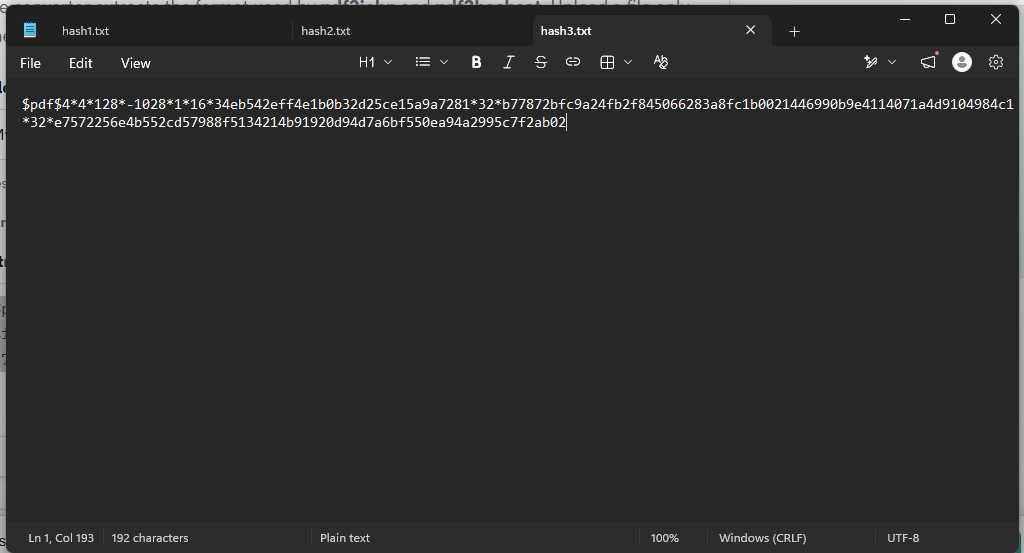 hash1.txt
hash2.txt
hash3.txt
File
Edit
View
H1
$pdf$4*4*128*-1028*1*16*34eb542eff4e1b0b32d25ce15a9a7281*32*b77872bfc9a24fb2f845066283a8fc1b0021446990b9e4114071a4d9104984c1
*32*e7572256e4b552cd57988f5134214b91920d94d7a6bf550ea94a2995c7f2ab02
Ln 1, Col 193
192 characters
Plain text
100%
Windows (CRLF)
UTF-8